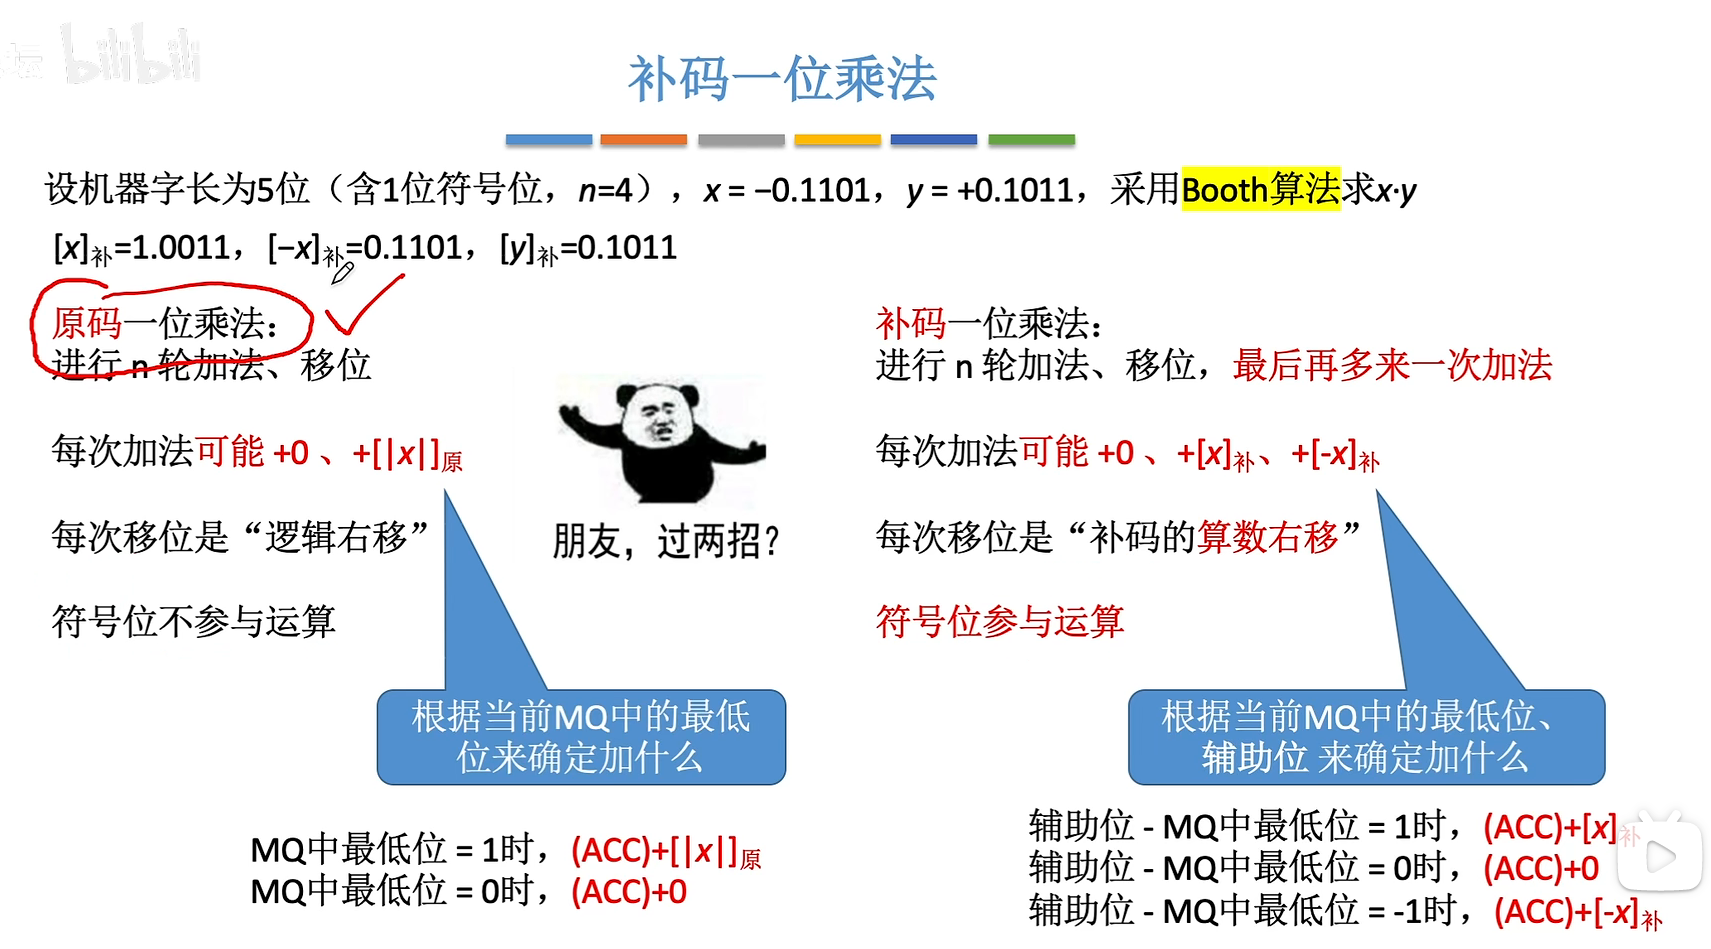 坛 bilibili
补码一位乘法
设机器字长为5位（含1位符号位，n=4），x = −0.1101，y = +0.1011，采用Booth算法求x·y
[x]补=1.0011，[−x]补=0.1101，[y]补=0.1011
原码一位乘法：
进行 n 轮加法、移位
每次加法可能 +0 、+[|x|]原
每次移位是“逻辑右移”
符号位不参与运算
根据当前MQ中的最低
位来确定加什么
MQ中最低位 = 1时，(ACC)+[|x|]原
MQ中最低位 = 0时，(ACC)+0
朋友，过两招?
补码一位乘法：
进行 n 轮加法、移位，最后再多来一次加法
每次加法可能 +0 、+[x]补、+[-x]补
每次移位是“补码的算数右移”
符号位参与运算
根据当前MQ中的最低位、
辅助位 来确定加什么
辅助位 - MQ中最低位 = 1时，(ACC)+[x]补
辅助位 - MQ中最低位 = 0时，(ACC)+0
辅助位 - MQ中最低位 = -1时，(ACC)+[-x]补